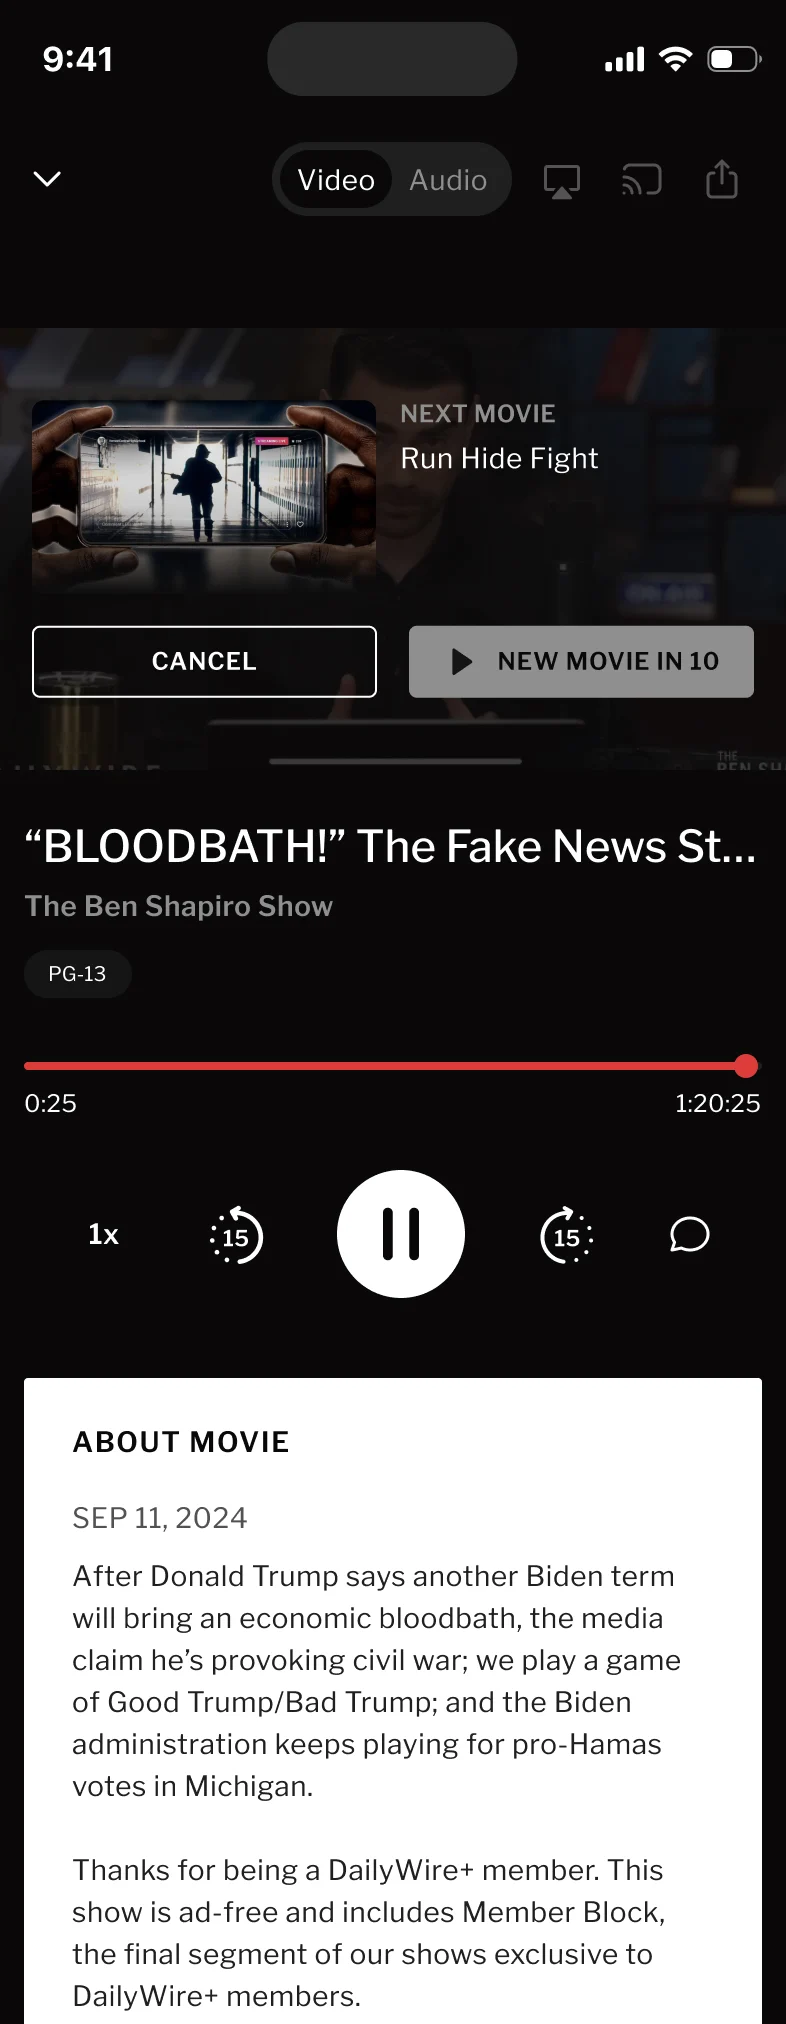 9:41
Video
Audio
NEXT MOVIE
Run Hide Fight
CANCEL
NEW MOVIE IN 10
THE
“BLOODBATH!” The Fake News St...
The Ben Shapiro Show
PG-13
0:25
1:20:25
1x
15
15
ABOUT MOVIE
SEP 11, 2024
After Donald Trump says another Biden term
will bring an economic bloodbath, the media
claim he’s provoking civil war; we play a game
of Good Trump/Bad Trump; and the Biden
administration keeps playing for pro-Hamas
votes in Michigan.
Thanks for being a DailyWire+ member. This
show is ad-free and includes Member Block,
the final segment of our shows exclusive to
DailyWire+ members.